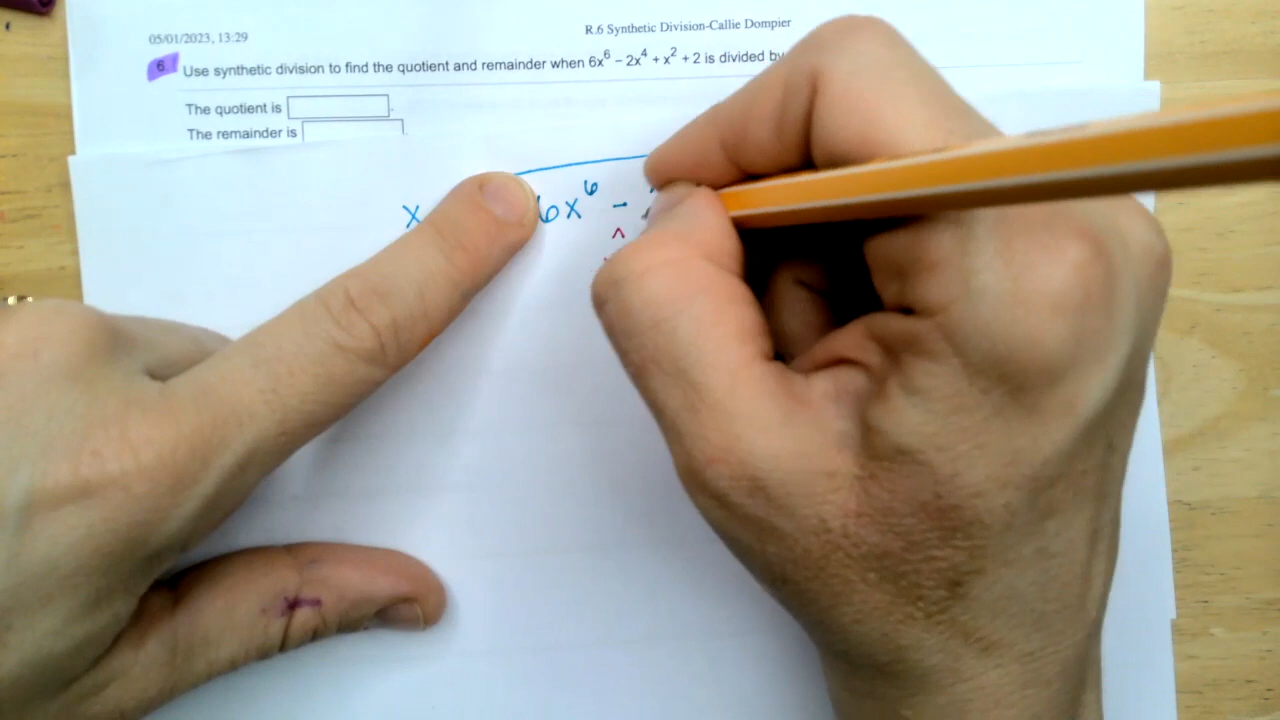 05/01/2023, 13:29
R.6 Synthetic Division-Callie Dompier
6. Use synthetic division to find the quotient and remainder when 6x⁶ − 2x⁴ + x² + 2 is divided by
The quotient is .
The remainder is .
x 6x⁶ -
^